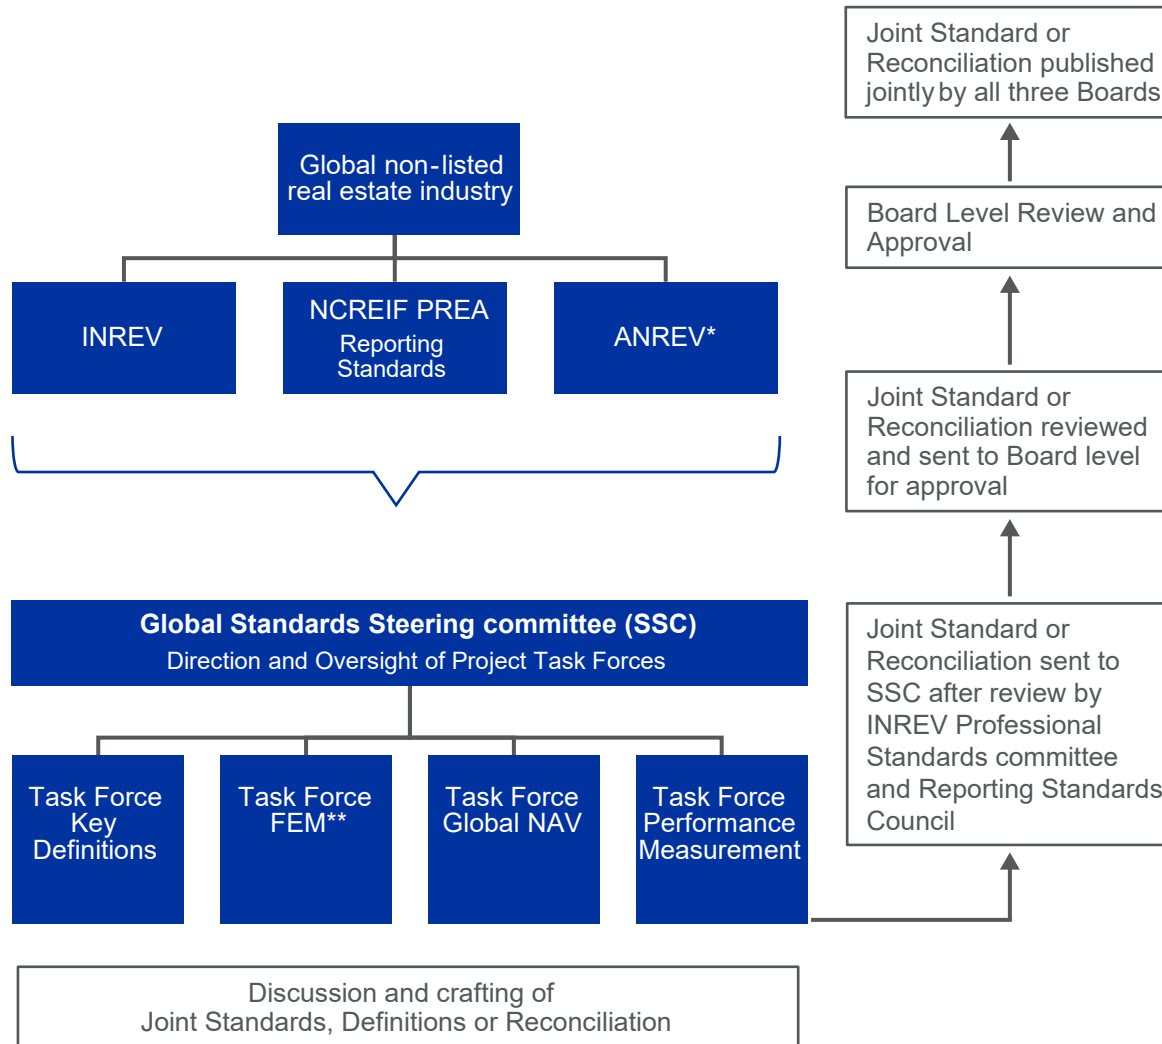 Global non-listed
real estate industry
INREV
NCREIF PREA
Reporting
Standards
ANREV*
Global Standards Steering committee (SSC)
Direction and Oversight of Project Task Forces
Task Force
Key
Definitions
Task Force
FEM**
Task Force
Global NAV
Task Force
Performance
Measurement
Discussion and crafting of
Joint Standards, Definitions or Reconciliation
Joint Standard or
Reconciliation published
jointly by all three Boards
Board Level Review and
Approval
Joint Standard or
Reconciliation reviewed
and sent to Board level
for approval
Joint Standard or
Reconciliation sent to
SSC after review by
INREV Professional
Standards committee
and Reporting Standards
Council